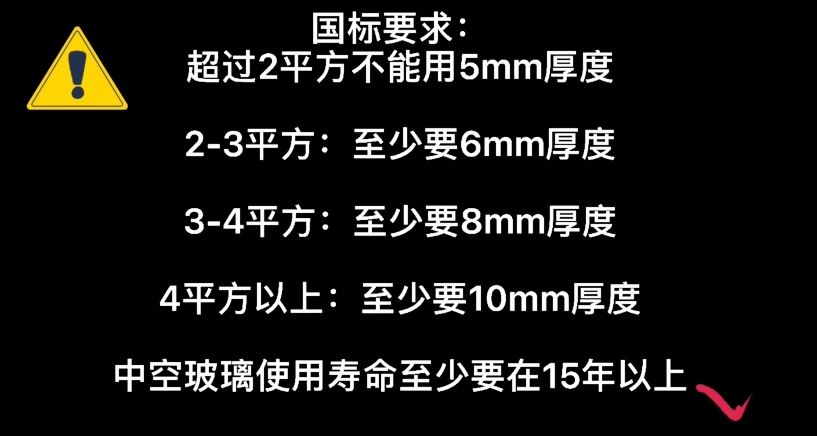 国标要求：
超过2平方不能用5mm厚度
2-3平方：至少要6mm厚度
3-4平方：至少要8mm厚度
4平方以上：至少要10mm厚度
中空玻璃使用寿命至少要在15年以上